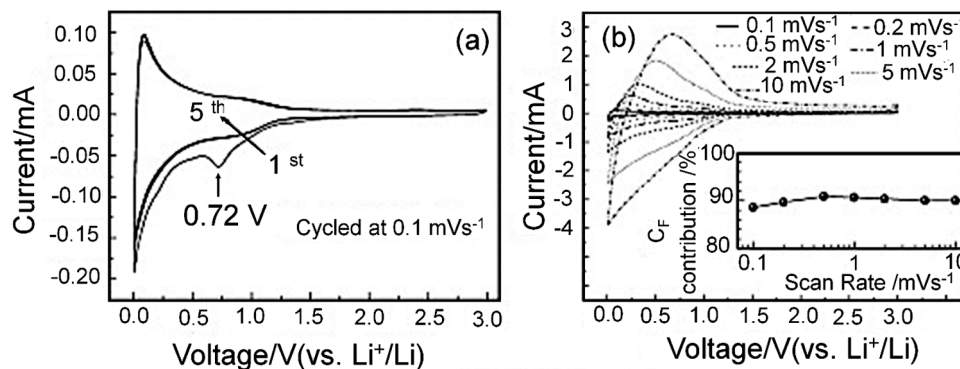 (a)
Current/mA
0.10
0.05
0.00
-0.05
-0.10
-0.15
-0.20
5 th
1 st
0.72 V
Cycled at 0.1 mVs-1
0.0 0.5 1.0 1.5 2.0 2.5 3.0
Voltage/V(vs. Li+/Li)
(b)
Current/mA
3
2
1
0
-1
-2
-3
-4
0.1 mVs-1
0.2 mVs-1
0.5 mVs-1
1 mVs-1
2 mVs-1
5 mVs-1
10 mVs-1
CF
contribution /%
100
90
80
0.1 1 10
Scan Rate /mVs-1
0.0 0.5 1.0 1.5 2.0 2.5 3.0
Voltage/V(vs. Li+/Li)